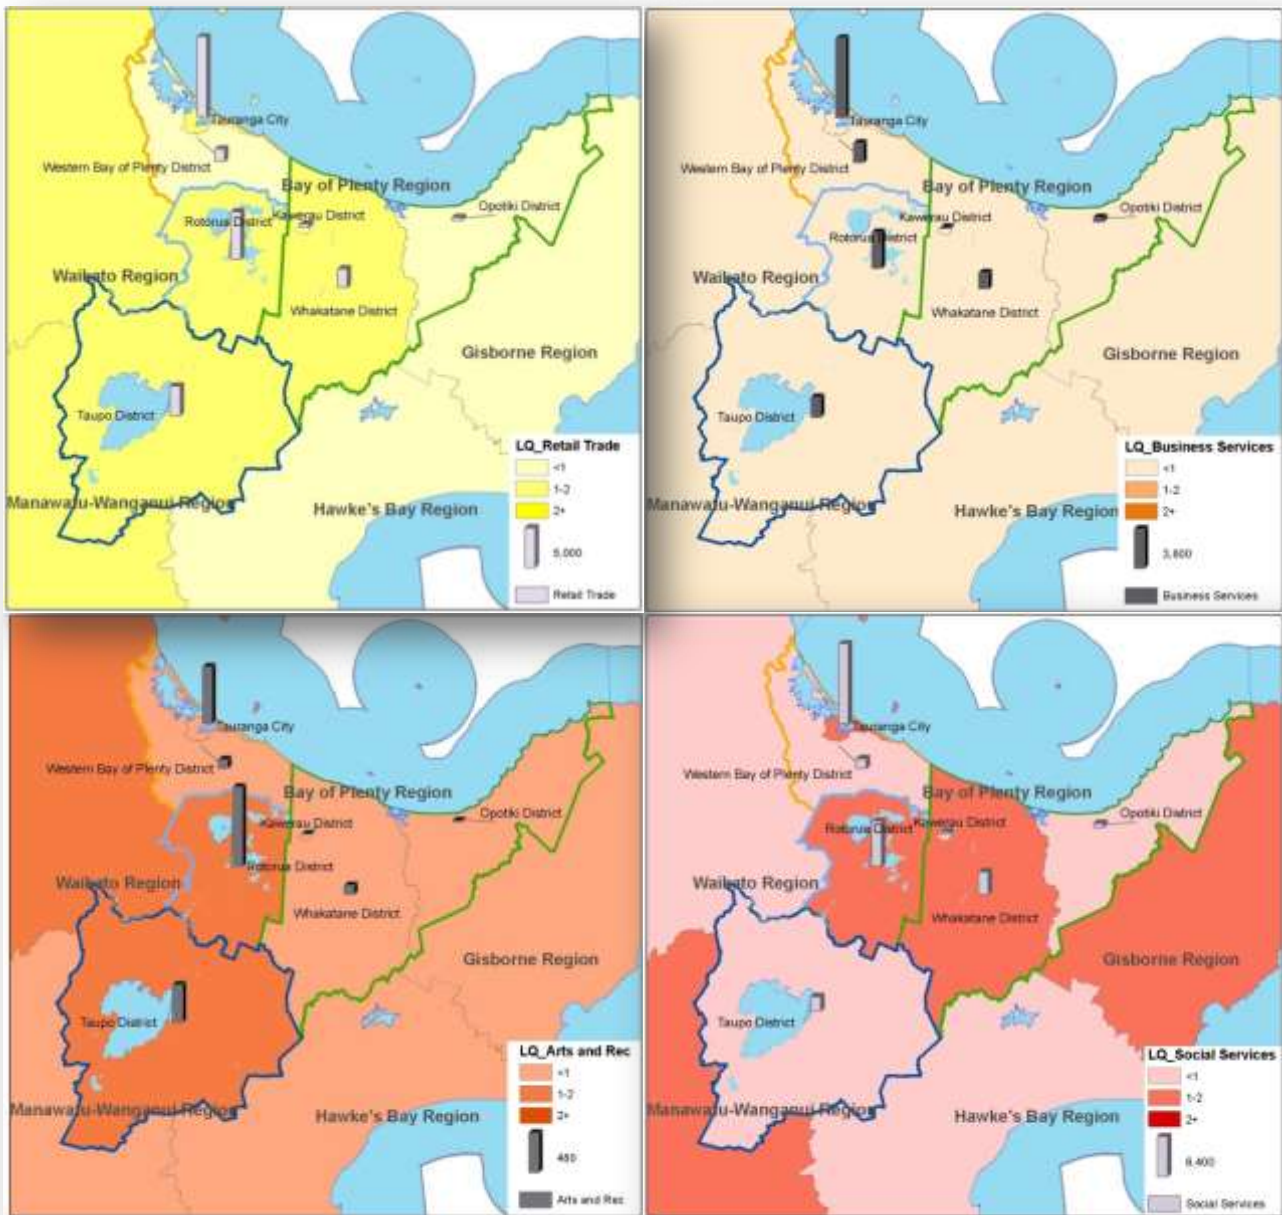 Tauranga City
Western Bay of Plenty District
Bay of Plenty Region
Opotiki District
Rotorua District
Kawerau District
Waikato Region
Whakatane District
Gisborne Region
Taupo District
LQ_Retail Trade
<1
1-2
2+
5,000
Retail Trade
Manawatu-Wanganui Region
Hawke's Bay Region
Tauranga City
Western Bay of Plenty District
Bay of Plenty Region
Opotiki District
Kawerau District
Rotorua District
Waikato Region
Whakatane District
Gisborne Region
Taupo District
LQ_Business Services
<1
1-2
2+
Manawatu-Wanganui Region
Hawke's Bay Region
Business Services
Tauranga City
Western Bay of Plenty District
Bay of Plenty Region
Opotiki District
Kawerau District
Rotorua District
Waikato Region
Whakatane District
Gisborne Region
Taupo District
LQ_Arts and Rec
<1
1-2
2+
Manawatu-Wanganui Region
Hawke's Bay Region
Arts and Rec
Tauranga City
Western Bay of Plenty District
Bay of Plenty Region
Opotiki District
Rotorua District
Kawerau District
Waikato Region
Whakatane District
Gisborne Region
Taupo District
LQ_Social Services
<1
1-2
2+
Manawatu-Wanganui Region
Hawke's Bay Region
Social Services